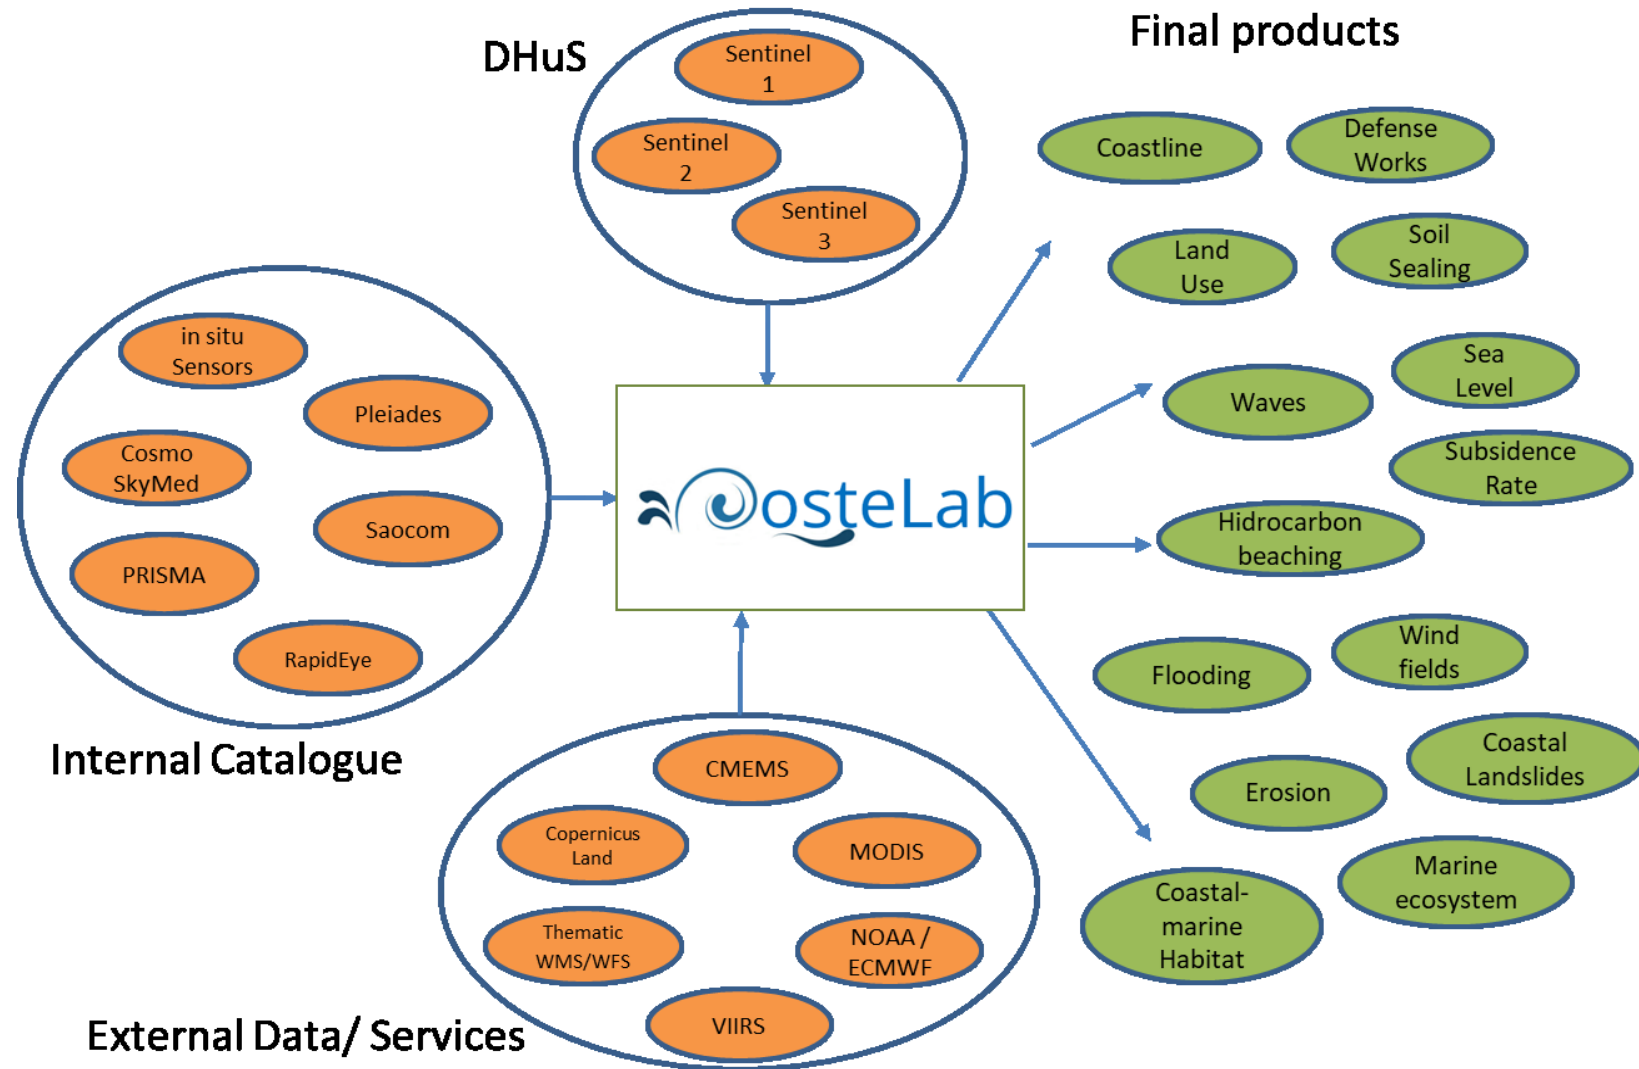 DHuS
Sentinel
1
Sentinel
2
Sentinel
3
Final products
Coastline
Defense
Works
Land
Use
Soil
Sealing
Waves
Sea
Level
Subsidence
Rate
Hidrocarbon
beaching
Flooding
Wind
fields
Erosion
Coastal
Landslides
Coastal-
marine
Habitat
Marine
ecosystem
in situ
Sensors
Pleiades
Cosmo
SkyMed
Saocom
PRISMA
RapidEye
Internal Catalogue
CosteLab
CMEMS
Copernicus
Land
MODIS
Thematic
WMS/WFS
NOAA /
ECMWF
VIIRS
External Data/ Services